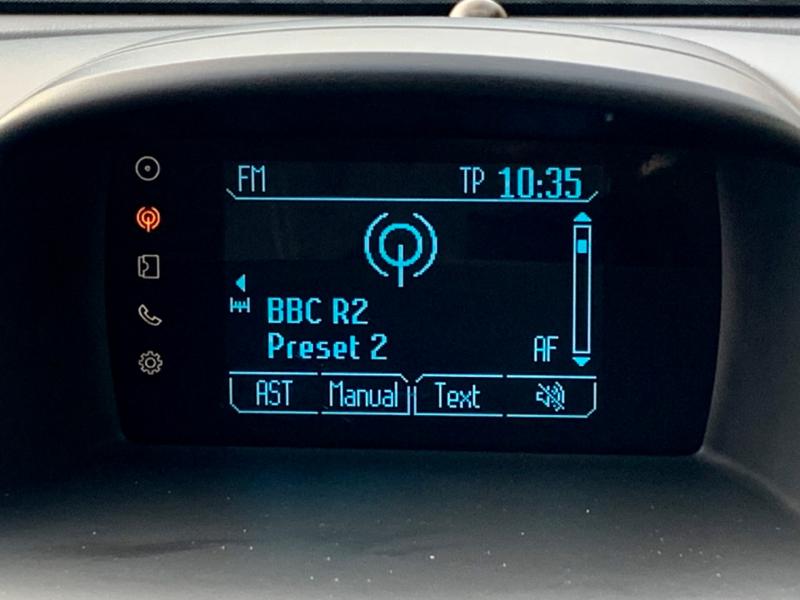 FM TP 10:35
BBC R2
Preset 2
AF
AST Manual Text